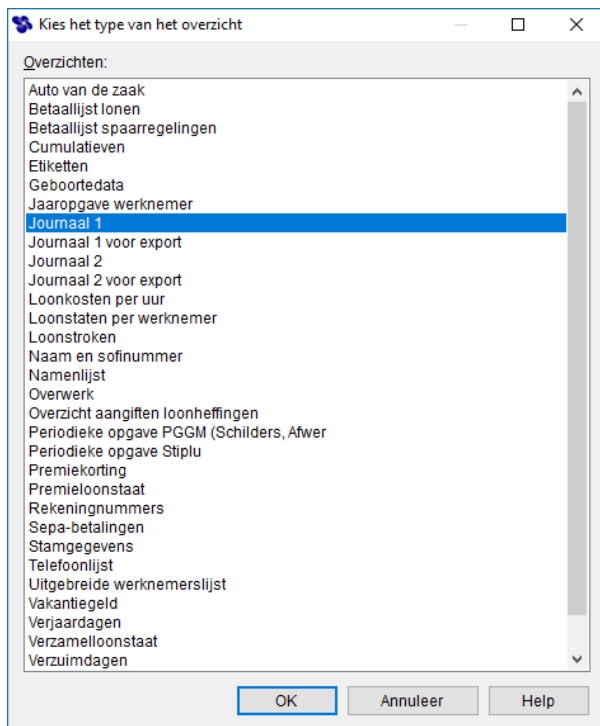 Kies het type van het overzicht
Overzichten:
Auto van de zaak
Betaallijst lonen
Betaallijst spaarregelingen
Cumulatieven
Etiketten
Geboortedata
Jaaropgave werknemer
Journaal 1
Journaal 1 voor export
Journaal 2
Journaal 2 voor export
Loonkosten per uur
Loonstaten per werknemer
Loonstroken
Naam en sofinummer
Namenlijst
Overwerk
Overzicht aangiften loonheffingen
Periodieke opgave PGGM (Schilders, Afwer
Periodieke opgave Stiplu
Premiekorting
Premieloonstaat
Rekeningnummers
Sepa-betalingen
Stamgegevens
Telefoonlijst
Uitgebreide werknemerslijst
Vakantiegeld
Verjaardagen
Verzamelloonstaat
Verzuimdagen
OK Annuleer Help